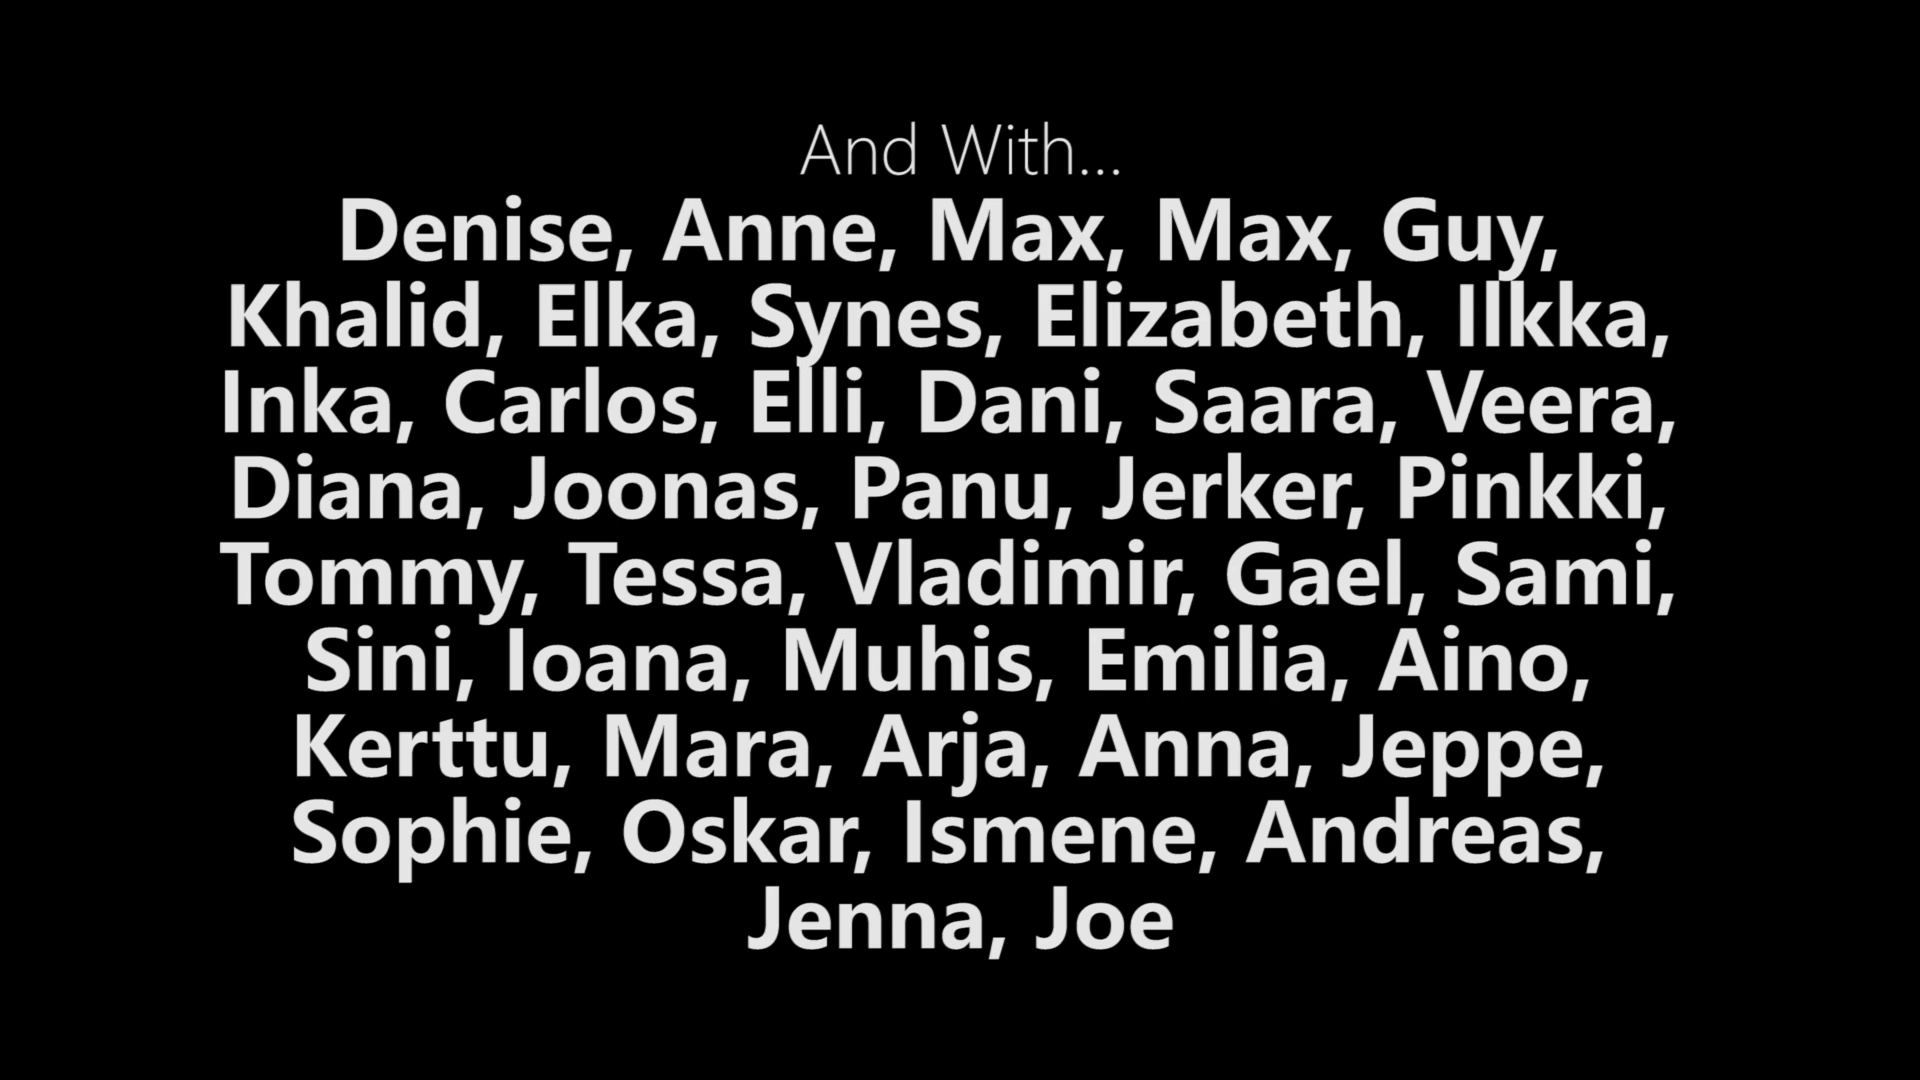 And With...
Denise, Anne, Max, Max, Guy,
Khalid, Elka, Synes, Elizabeth, Ilkka,
Inka, Carlos, Elli, Dani, Saara, Veera,
Diana, Joonas, Panu, Jerker, Pinkki,
Tommy, Tessa, Vladimir, Gael, Sami,
Sini, Ioana, Muhis, Emilia, Aino,
Kerttu, Mara, Arja, Anna, Jeppe,
Sophie, Oskar, Ismene, Andreas,
Jenna, Joe